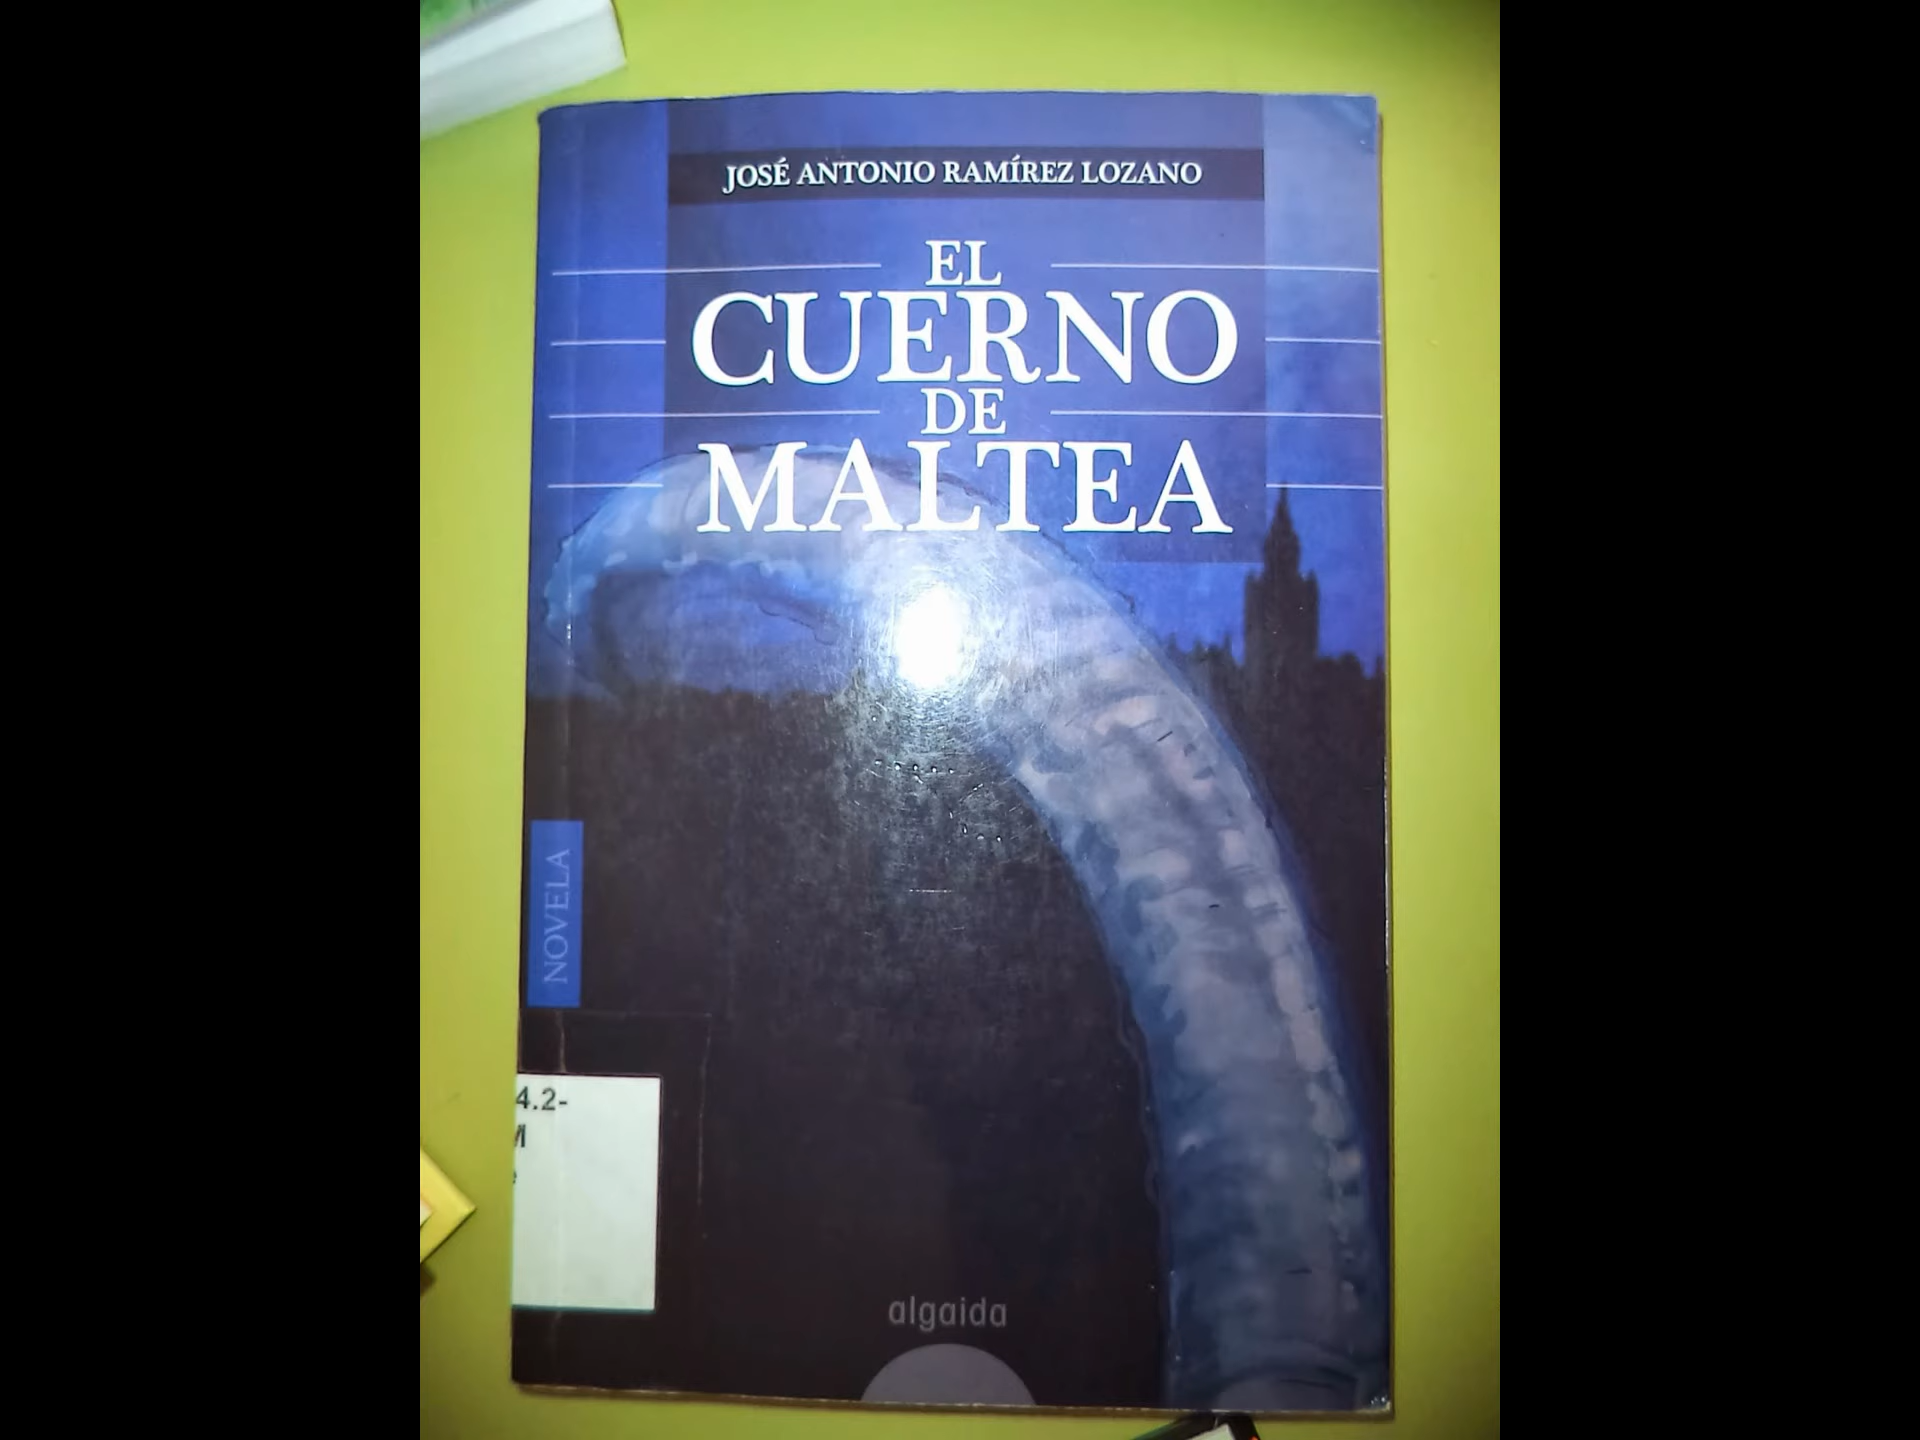 JOSÉ ANTONIO RAMÍREZ LOZANO
EL
CUERNO
DE
MALTEA
NOVELA
4.2-
algaida